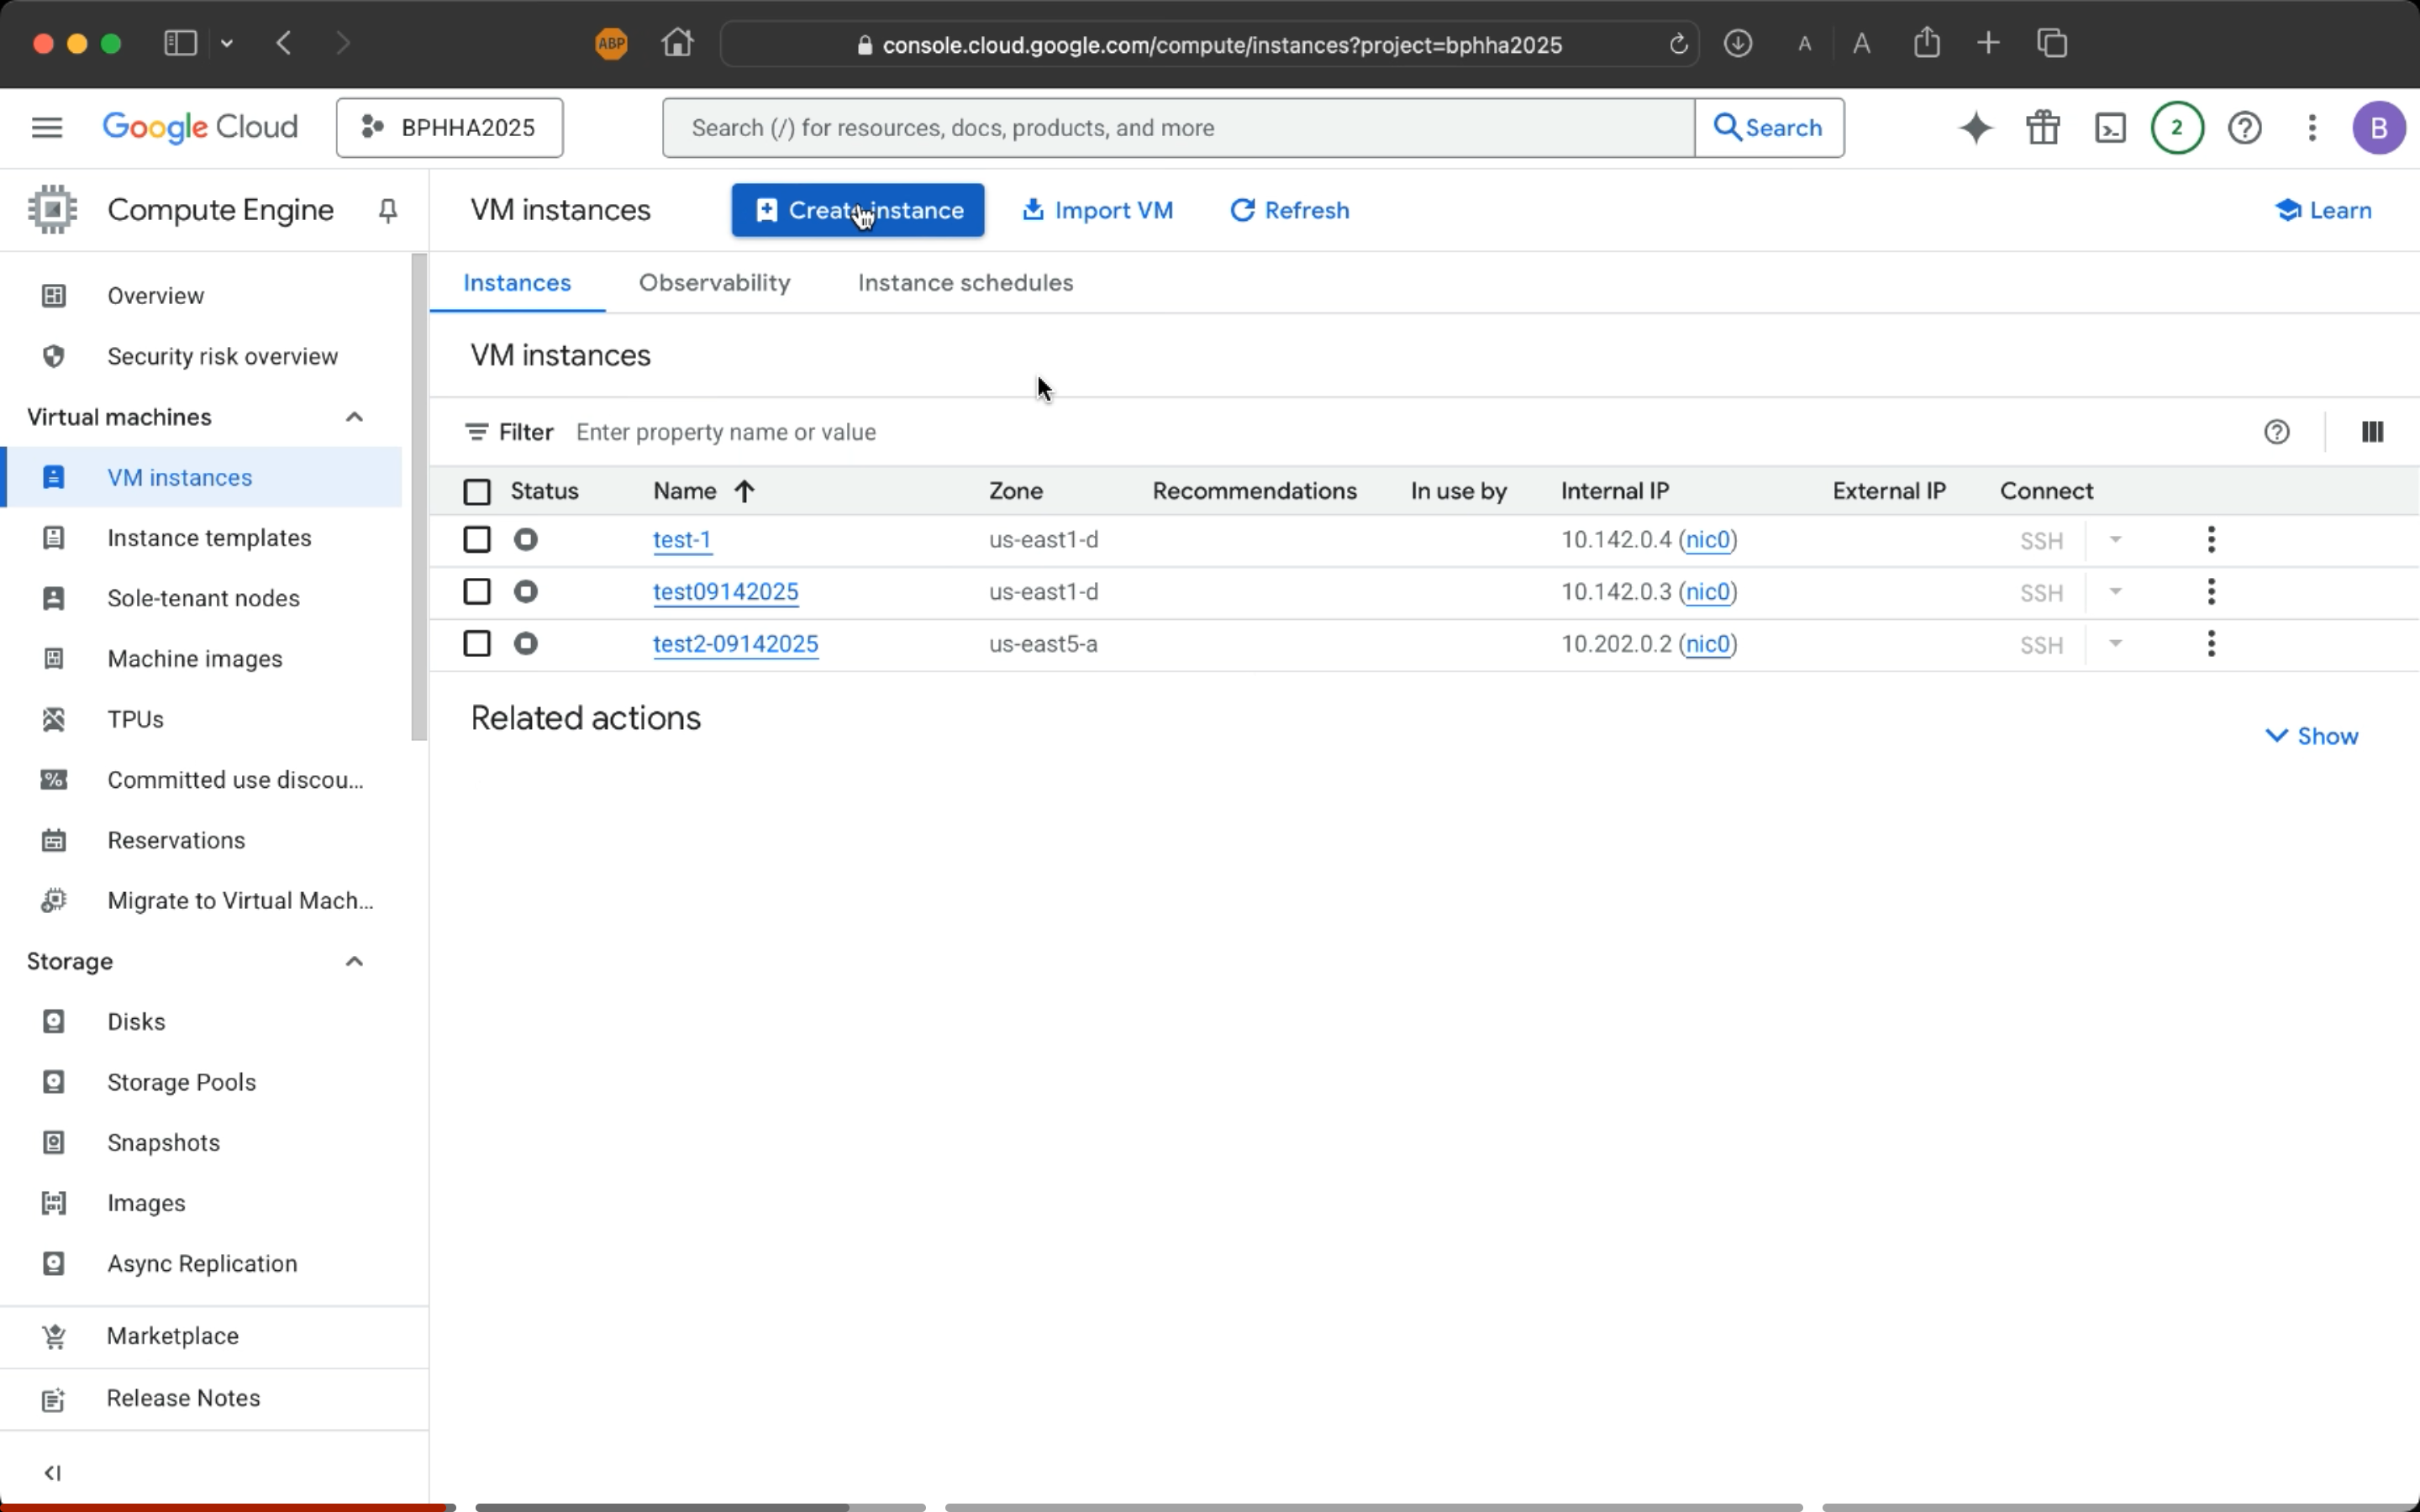 ABP
console.cloud.google.com/compute/instances?project=bphha2025
A A
Google Cloud
BPHHA2025
Search (/) for resources, docs, products, and more
Search
2
B
Compute Engine
VM instances
Create instance
Import VM
Refresh
Learn
Overview
Security risk overview
Virtual machines
VM instances
Instance templates
Sole-tenant nodes
Machine images
TPUs
Committed use discou...
Reservations
Migrate to Virtual Mach...
Storage
Disks
Storage Pools
Snapshots
Images
Async Replication
Marketplace
Release Notes
Instances Observability Instance schedules
VM instances
Filter Enter property name or value
Status Name Zone Recommendations In use by Internal IP External IP Connect
test-1 us-east1-d 10.142.0.4 (nic0) SSH
test09142025 us-east1-d 10.142.0.3 (nic0) SSH
test2-09142025 us-east5-a 10.202.0.2 (nic0) SSH
Related actions
Show